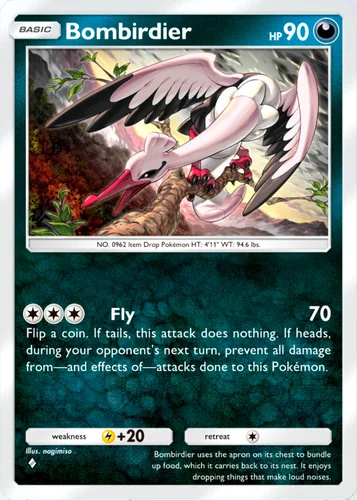 BASIC Bombirdier HP 90
NO. 0962 Item Drop Pokémon HT: 4'11" WT: 94.6 lbs.
Fly 70
Flip a coin. If tails, this attack does nothing. If heads,
during your opponent's next turn, prevent all damage
from—and effects of—attacks done to this Pokémon.
weakness +20 retreat
Illus. nagimiso
Bombirdier uses the apron on its chest to bundle
up food, which it carries back to its nest. It enjoys
dropping things that make loud noises.